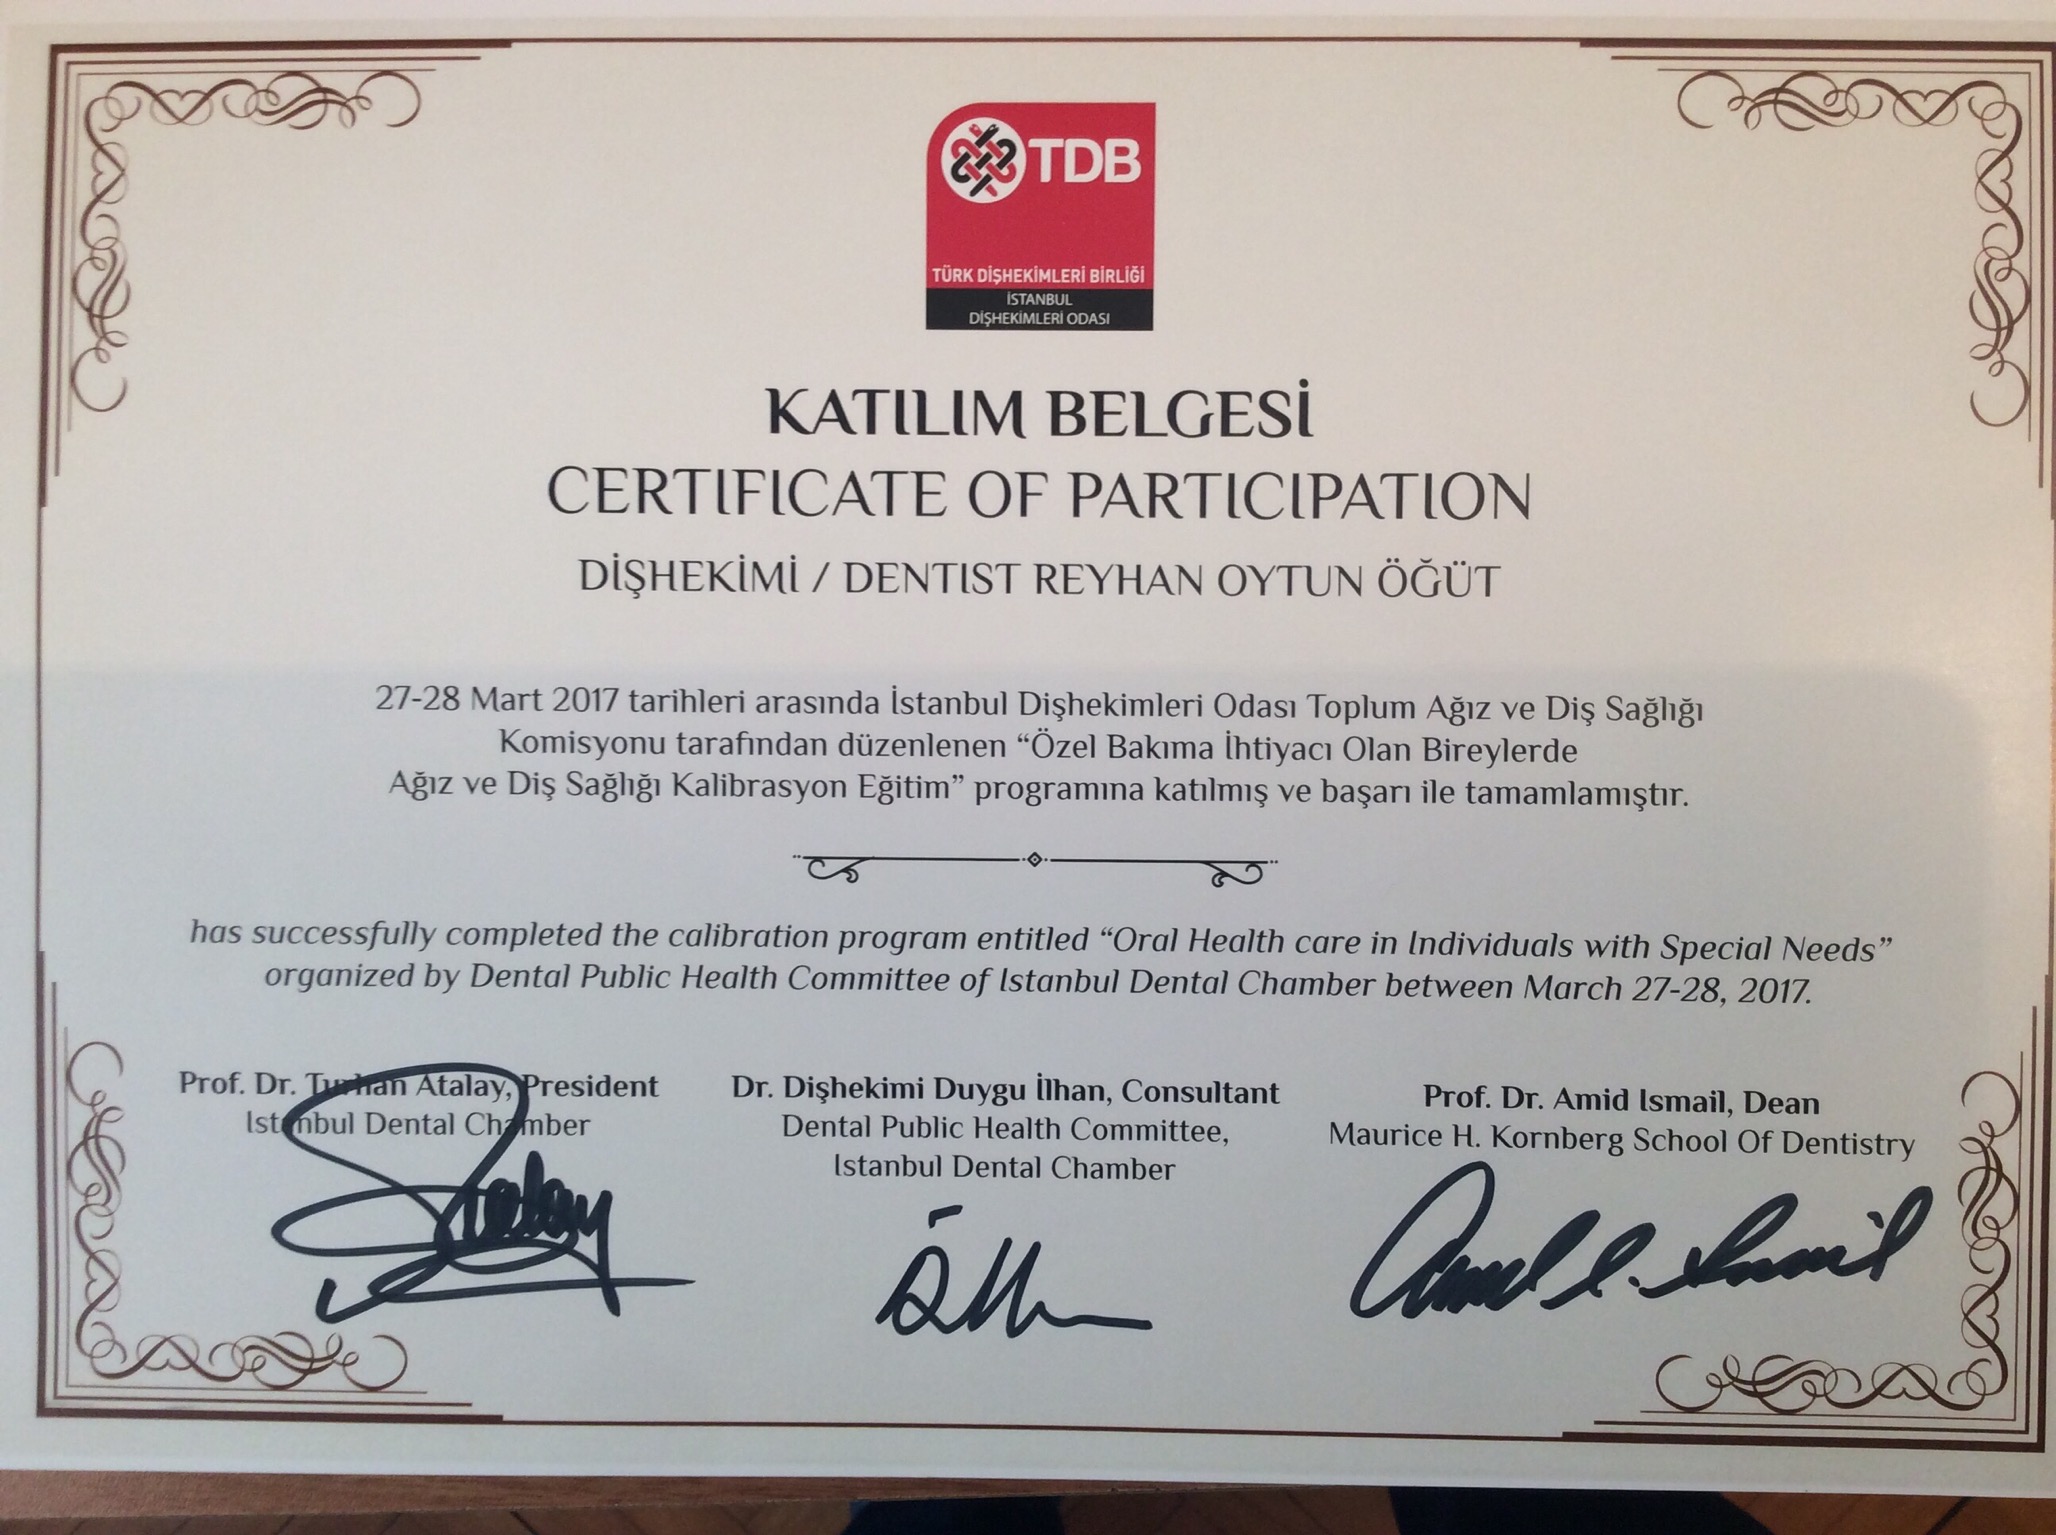 TDB
TÜRK DİŞHEKİMLERİ BİRLİĞİ
İSTANBUL
DİŞHEKİMLERİ ODASI
KATILIM BELGESİ
CERTIFICATE OF PARTICIPATION
DİŞHEKİMİ / DENTIST REYHAN OYTUN ÖĞÜT
27-28 Mart 2017 tarihleri arasında İstanbul Dişhekimleri Odası Toplum Ağız ve Diş Sağlığı
Komisyonu tarafından düzenlenen “Özel Bakıma İhtiyacı Olan Bireylerde
Ağız ve Diş Sağlığı Kalibrasyon Eğitim” programına katılmış ve başarı ile tamamlamıştır.
has successfully completed the calibration program entitled “Oral Health care in Individuals with Special Needs”
organized by Dental Public Health Committee of Istanbul Dental Chamber between March 27-28, 2017.
Prof. Dr. Turhan Atalay, President
Istanbul Dental Chamber
Dr. Dişhekimi Duygu İlhan, Consultant
Dental Public Health Committee,
Istanbul Dental Chamber
Prof. Dr. Amid Ismail, Dean
Maurice H. Kornberg School Of Dentistry
Amid I. Ismail